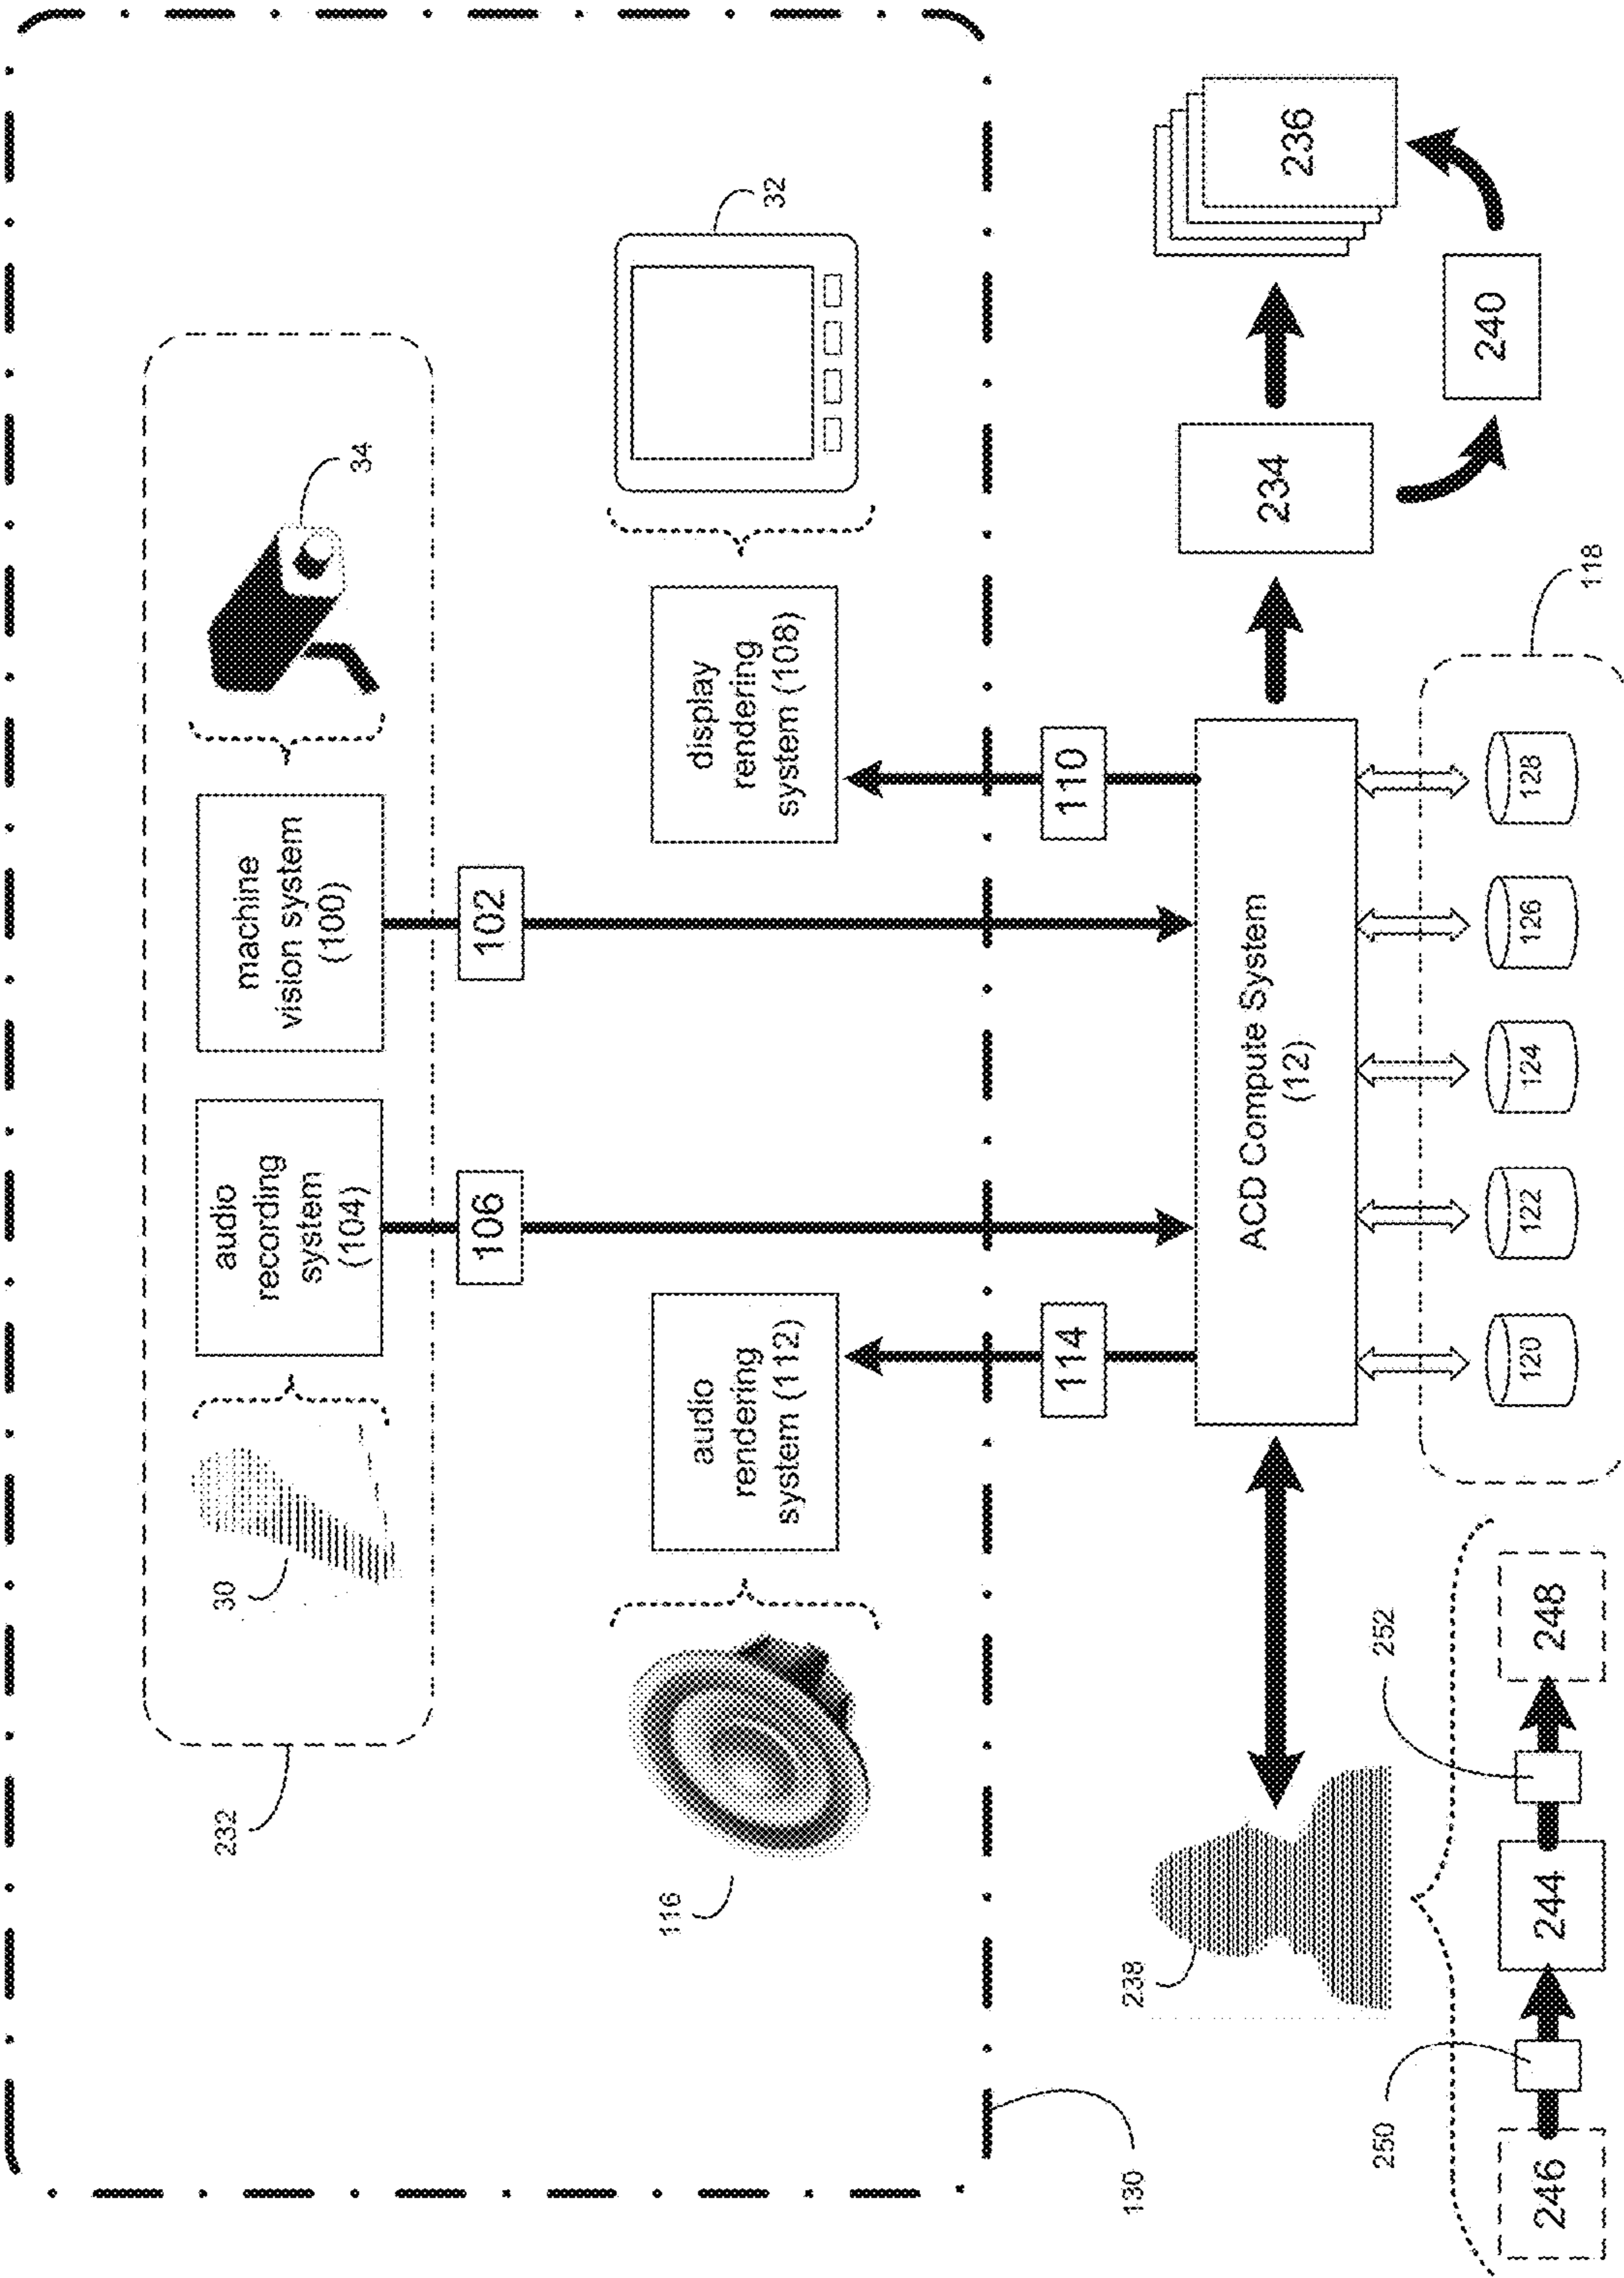 232
30
audio
recording
system
(104)
machine
vision system
(100)
34
106
102
116
audio
rendering
system (112)
display
rendering
system (108)
32
114
110
130
238
ACD Compute System
(12)
234
236
240
250
252
246
244
248
120
122
124
126
128
118